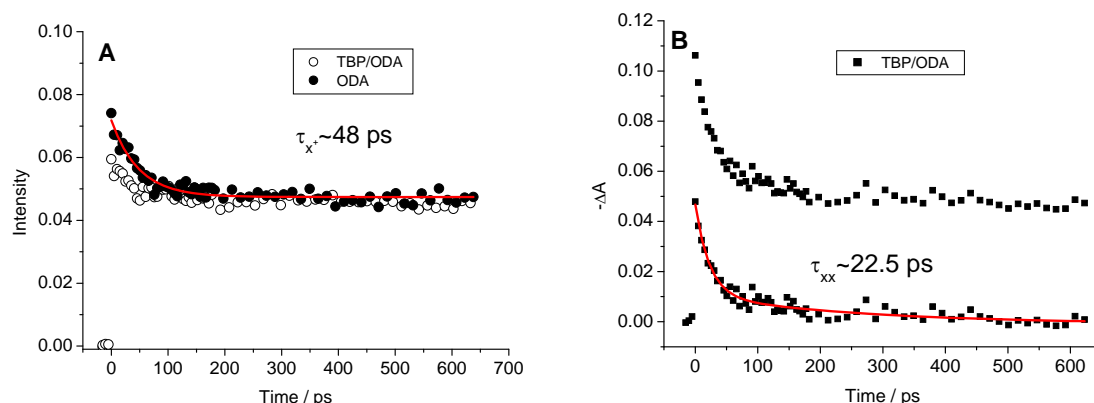 A
TBP/ODA
ODA
τx+~48 ps
Intensity
0.10
0.08
0.06
0.04
0.02
0.00
0 100 200 300 400 500 600 700
Time / ps
B
TBP/ODA
τxx~22.5 ps
-ΔA
0.12
0.10
0.08
0.06
0.04
0.02
0.00
0 100 200 300 400 500 600
Time / ps